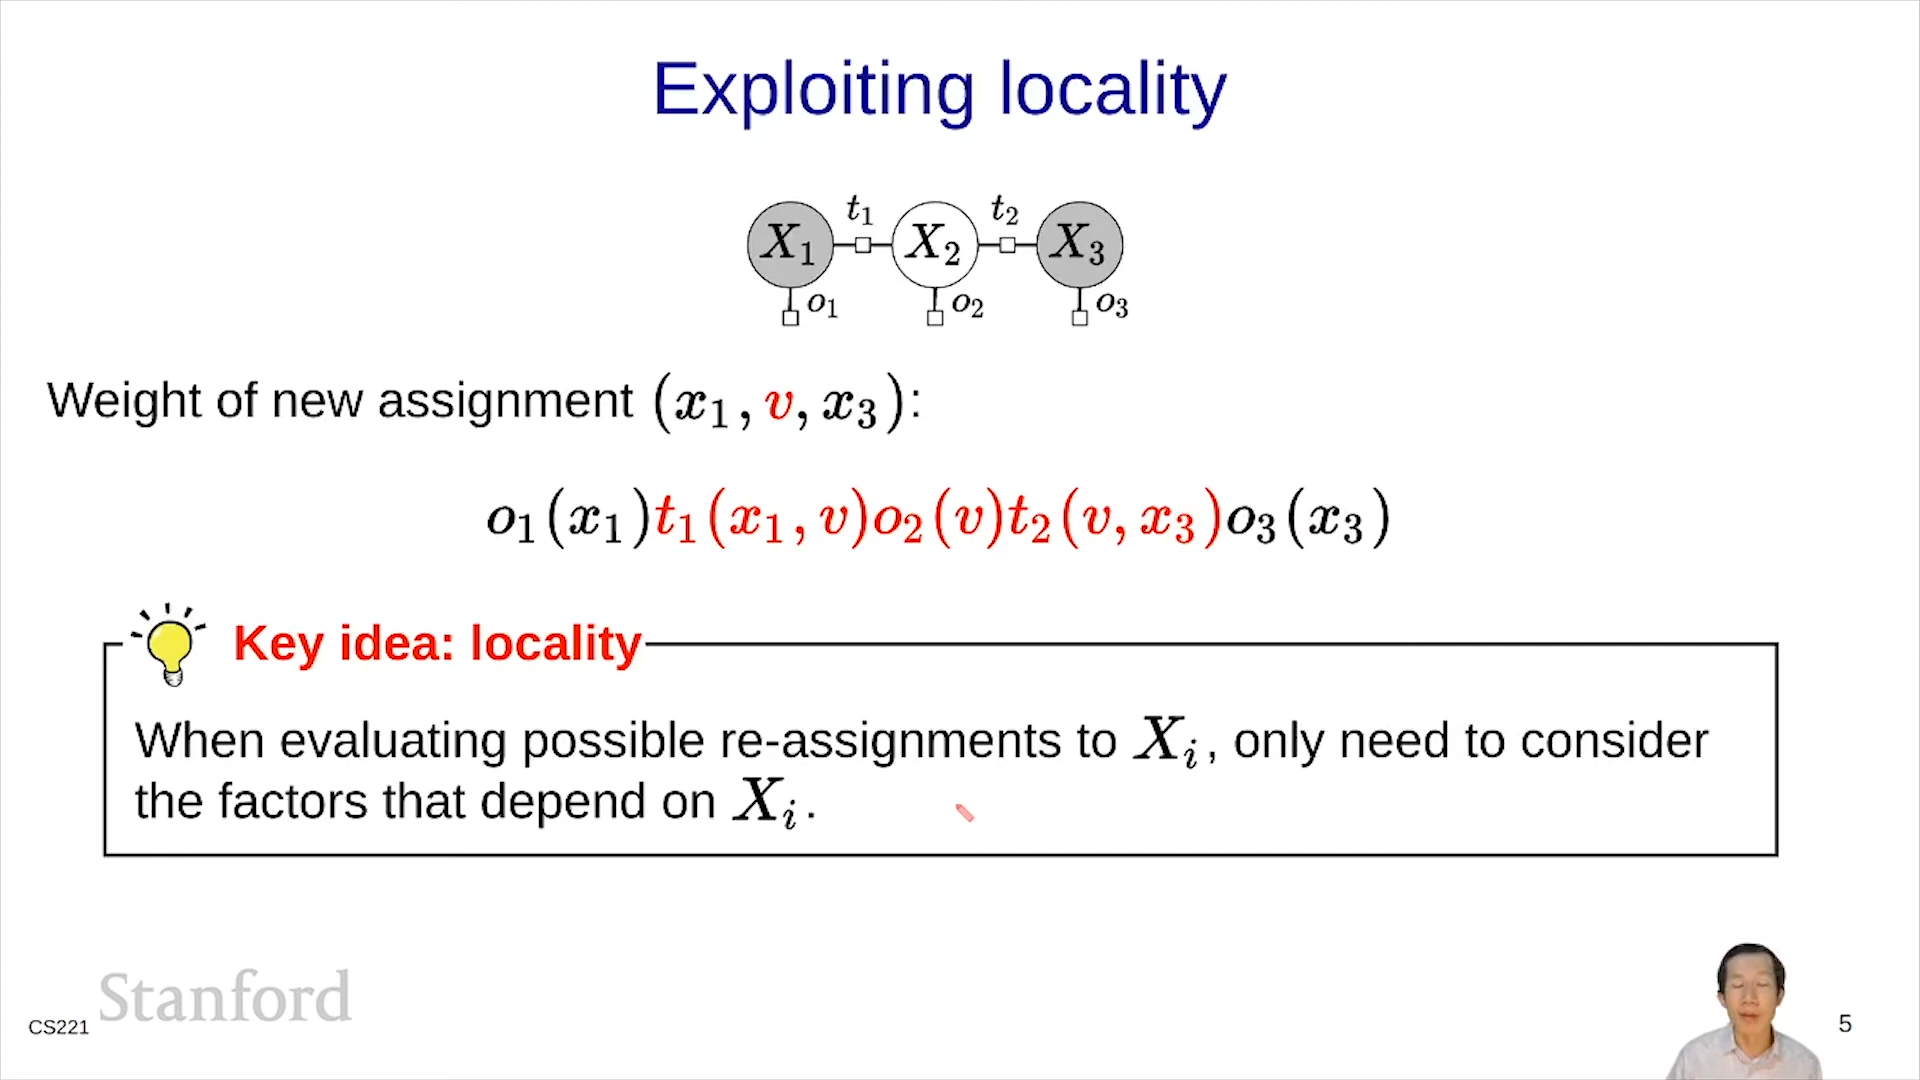 Exploiting locality
t₁ t₂
X₁ X₂ X₃
o₁ o₂ o₃
Weight of new assignment (x₁, v, x₃):
o₁(x₁)t₁(x₁, v)o₂(v)t₂(v, x₃)o₃(x₃)
Key idea: locality
When evaluating possible re-assignments to Xᵢ, only need to consider
the factors that depend on Xᵢ.
Stanford
CS221
5